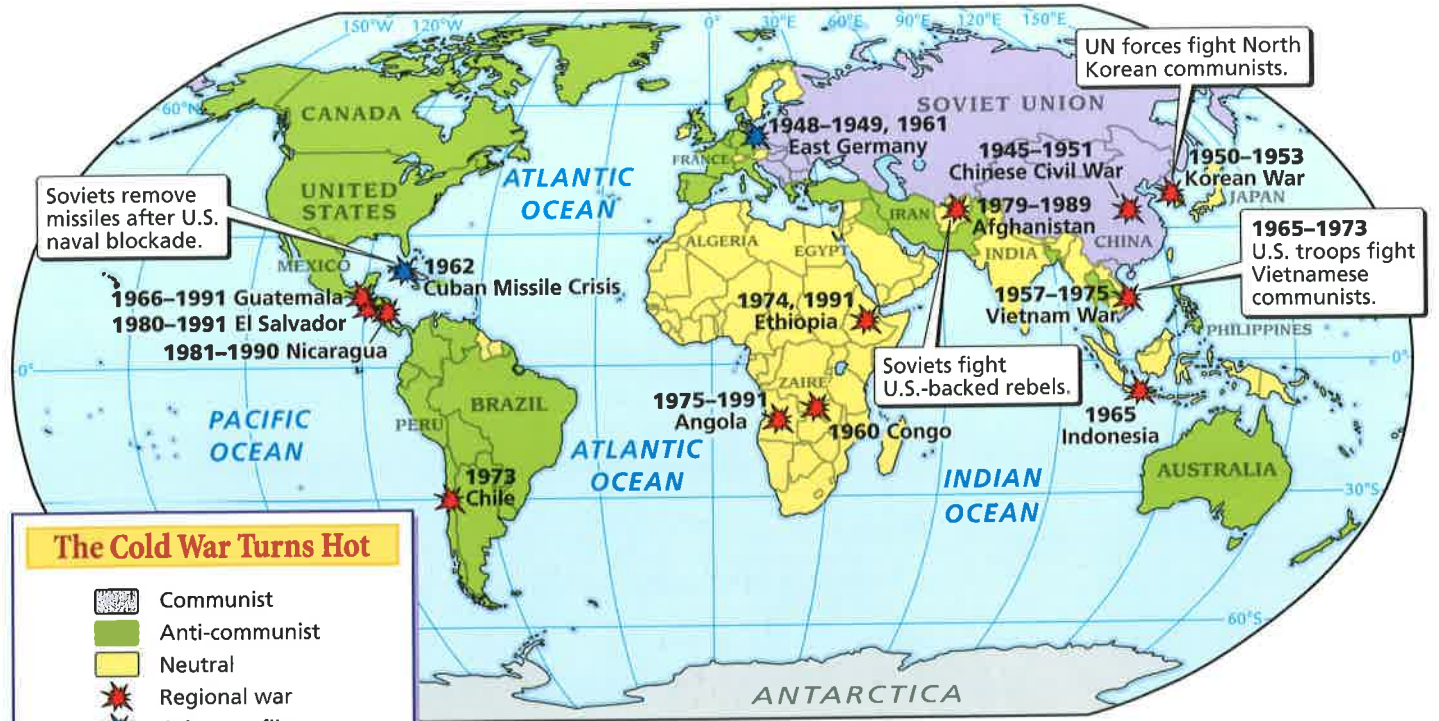 150°W 120°W 0° 30°E 60°E 90°E 120°E 150°E
UN forces fight North
Korean communists.
60°N
CANADA
SOVIET UNION
1948–1949, 1961
East Germany
1945–1951
Chinese Civil War
1950–1953
Korean War
FRANCE
JAPAN
Soviets remove
missiles after U.S.
naval blockade.
UNITED
STATES
ATLANTIC
OCEAN
IRAN
1979–1989
Afghanistan
CHINA
1965–1973
U.S. troops fight
Vietnamese
communists.
ALGERIA
EGYPT
INDIA
MEXICO
1962
Cuban Missile Crisis
1966–1991 Guatemala
1980–1991 El Salvador
1981–1990 Nicaragua
1974, 1991
Ethiopia
1957–1975
Vietnam War
PHILIPPINES
Soviets fight
U.S.-backed rebels.
0°
0°
ZAIRE
BRAZIL
PERU
1975–1991
Angola
1960 Congo
1965
Indonesia
PACIFIC
OCEAN
ATLANTIC
OCEAN
INDIAN
OCEAN
AUSTRALIA
1973
Chile
30°S
The Cold War Turns Hot
Communist
Anti-communist
Neutral
Regional war
60°S
ANTARCTICA